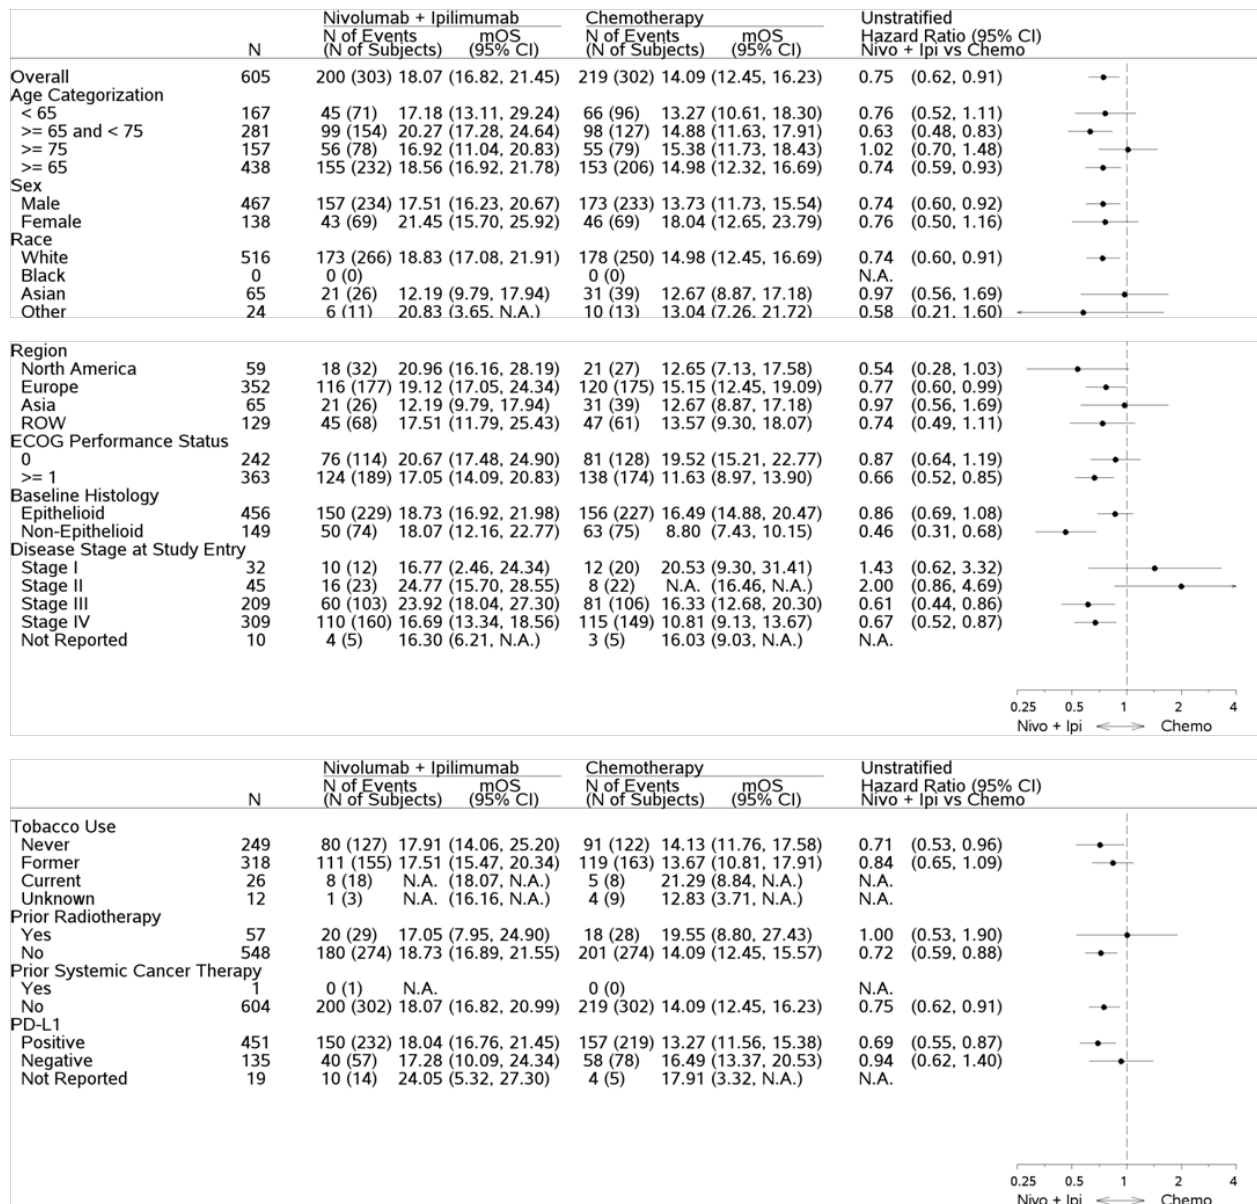 Nivolumab + Ipilimumab Chemotherapy Unstratified
N of Events mOS N of Events mOS Hazard Ratio (95% CI)
N (N of Subjects) (95% CI) (N of Subjects) (95% CI) Nivo + Ipi vs Chemo
Overall 605 200 (303) 18.07 (16.82, 21.45) 219 (302) 14.09 (12.45, 16.23) 0.75 (0.62, 0.91)
Age Categorization
< 65 167 45 (71) 17.18 (13.11, 29.24) 66 (96) 13.27 (10.61, 18.30) 0.76 (0.52, 1.11)
>= 65 and < 75 281 99 (154) 20.27 (17.28, 24.64) 98 (127) 14.88 (11.63, 17.91) 0.63 (0.48, 0.83)
>= 75 157 56 (78) 16.92 (11.04, 20.83) 55 (79) 15.38 (11.73, 18.43) 1.02 (0.70, 1.48)
>= 65 438 155 (232) 18.56 (16.92, 21.78) 153 (206) 14.98 (12.32, 16.69) 0.74 (0.59, 0.93)
Sex
Male 467 157 (234) 17.51 (16.23, 20.67) 173 (233) 13.73 (11.73, 15.54) 0.74 (0.60, 0.92)
Female 138 43 (69) 21.45 (15.70, 25.92) 46 (69) 18.04 (12.65, 23.79) 0.76 (0.50, 1.16)
Race
White 516 173 (266) 18.83 (17.08, 21.91) 178 (250) 14.98 (12.45, 16.69) 0.74 (0.60, 0.91)
Black 0 0 (0) 0 (0) N.A.
Asian 65 21 (26) 12.19 (9.79, 17.94) 31 (39) 12.67 (8.87, 17.18) 0.97 (0.56, 1.69)
Other 24 6 (11) 20.83 (3.65, N.A.) 10 (13) 13.04 (7.26, 21.72) 0.58 (0.21, 1.60)
Region
North America 59 18 (32) 20.96 (16.16, 28.19) 21 (27) 12.65 (7.13, 17.58) 0.54 (0.28, 1.03)
Europe 352 116 (177) 19.12 (17.05, 24.34) 120 (175) 15.15 (12.45, 19.09) 0.77 (0.60, 0.99)
Asia 65 21 (26) 12.19 (9.79, 17.94) 31 (39) 12.67 (8.87, 17.18) 0.97 (0.56, 1.69)
ROW 129 45 (68) 17.51 (11.79, 25.43) 47 (61) 13.57 (9.30, 18.07) 0.74 (0.49, 1.11)
ECOG Performance Status
0 242 76 (114) 20.67 (17.48, 24.90) 81 (128) 19.52 (15.21, 22.77) 0.87 (0.64, 1.19)
>= 1 363 124 (189) 17.05 (14.09, 20.83) 138 (174) 11.63 (8.97, 13.90) 0.66 (0.52, 0.85)
Baseline Histology
Epithelioid 456 150 (229) 18.73 (16.92, 21.98) 156 (227) 16.49 (14.88, 20.47) 0.86 (0.69, 1.08)
Non-Epithelioid 149 50 (74) 18.07 (12.16, 22.77) 63 (75) 8.80 (7.43, 10.15) 0.46 (0.31, 0.68)
Disease Stage at Study Entry
Stage I 32 10 (12) 16.77 (2.46, 24.34) 12 (20) 20.53 (9.30, 31.41) 1.43 (0.62, 3.32)
Stage II 45 16 (23) 24.77 (15.70, 28.55) 8 (22) N.A. (16.46, N.A.) 2.00 (0.86, 4.69)
Stage III 209 60 (103) 23.92 (18.04, 27.30) 81 (106) 16.33 (12.68, 20.30) 0.61 (0.44, 0.86)
Stage IV 309 110 (160) 16.69 (13.34, 18.56) 115 (149) 10.81 (9.13, 13.67) 0.67 (0.52, 0.87)
Not Reported 10 4 (5) 16.30 (6.21, N.A.) 3 (5) 16.03 (9.03, N.A.) N.A.
0.25 0.5 1 2 4
Nivo + Ipi <---> Chemo
Nivolumab + Ipilimumab Chemotherapy Unstratified
N of Events mOS N of Events mOS Hazard Ratio (95% CI)
N (N of Subjects) (95% CI) (N of Subjects) (95% CI) Nivo + Ipi vs Chemo
Tobacco Use
Never 249 80 (127) 17.91 (14.06, 25.20) 91 (122) 14.13 (11.76, 17.58) 0.71 (0.53, 0.96)
Former 318 111 (155) 17.51 (15.47, 20.34) 119 (163) 13.67 (10.81, 17.91) 0.84 (0.65, 1.09)
Current 26 8 (18) N.A. (18.07, N.A.) 5 (8) 21.29 (8.84, N.A.) N.A.
Unknown 12 1 (3) N.A. (16.16, N.A.) 4 (9) 12.83 (3.71, N.A.) N.A.
Prior Radiotherapy
Yes 57 20 (29) 17.05 (7.95, 24.90) 18 (28) 19.55 (8.80, 27.43) 1.00 (0.53, 1.90)
No 548 180 (274) 18.73 (16.89, 21.55) 201 (274) 14.09 (12.45, 15.57) 0.72 (0.59, 0.88)
Prior Systemic Cancer Therapy
Yes 1 0 (1) N.A. 0 (0) N.A.
No 604 200 (302) 18.07 (16.82, 20.99) 219 (302) 14.09 (12.45, 16.23) 0.75 (0.62, 0.91)
PD-L1
Positive 451 150 (232) 18.04 (16.76, 21.45) 157 (219) 13.27 (11.56, 15.38) 0.69 (0.55, 0.87)
Negative 135 40 (57) 17.28 (10.09, 24.34) 58 (78) 16.49 (13.37, 20.53) 0.94 (0.62, 1.40)
Not Reported 19 10 (14) 24.05 (5.32, 27.30) 4 (5) 17.91 (3.32, N.A.) N.A.
0.25 0.5 1 2 4
Nivo + Ipi <---> Chemo